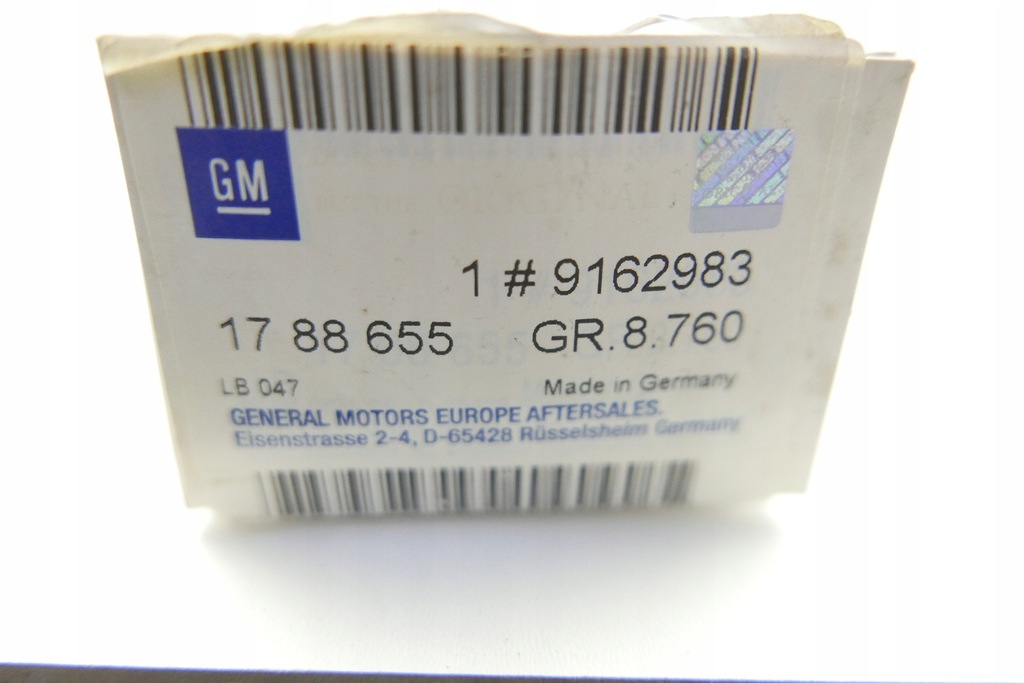 GM
1 # 9162983
17 88 655 GR.8.760
LB 047 Made in Germany
GENERAL MOTORS EUROPE AFTERSALES.
Eisenstrasse 2-4, D-65428 Rüsselsheim Germany